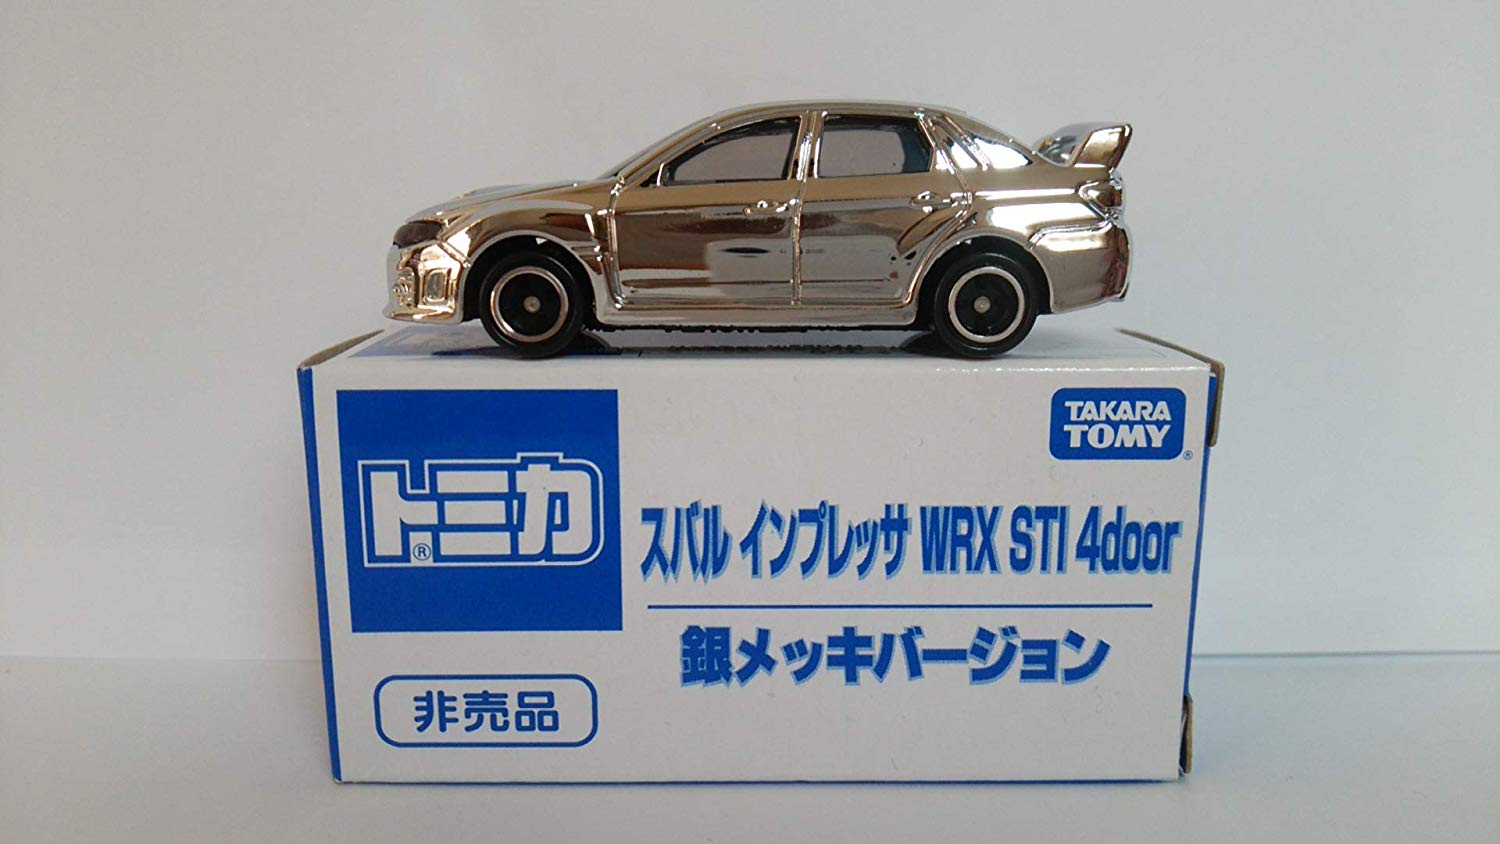 TAKARA
TOMY
®
トミカ
®
スバル インプレッサ WRX STI 4door
銀メッキバージョン
非売品